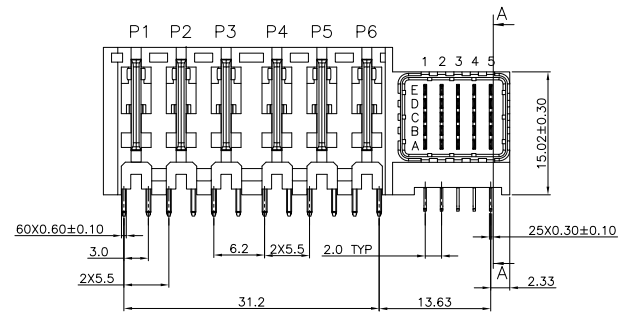 A
P1 P2 P3 P4 P5 P6
1 2 3 4 5
E
D
C
B
A
15.02±0.30
60X0.60±0.10
3.0
2X5.5
6.2
2X5.5
2.0 TYP
25X0.30±0.10
A
2.33
31.2
13.63